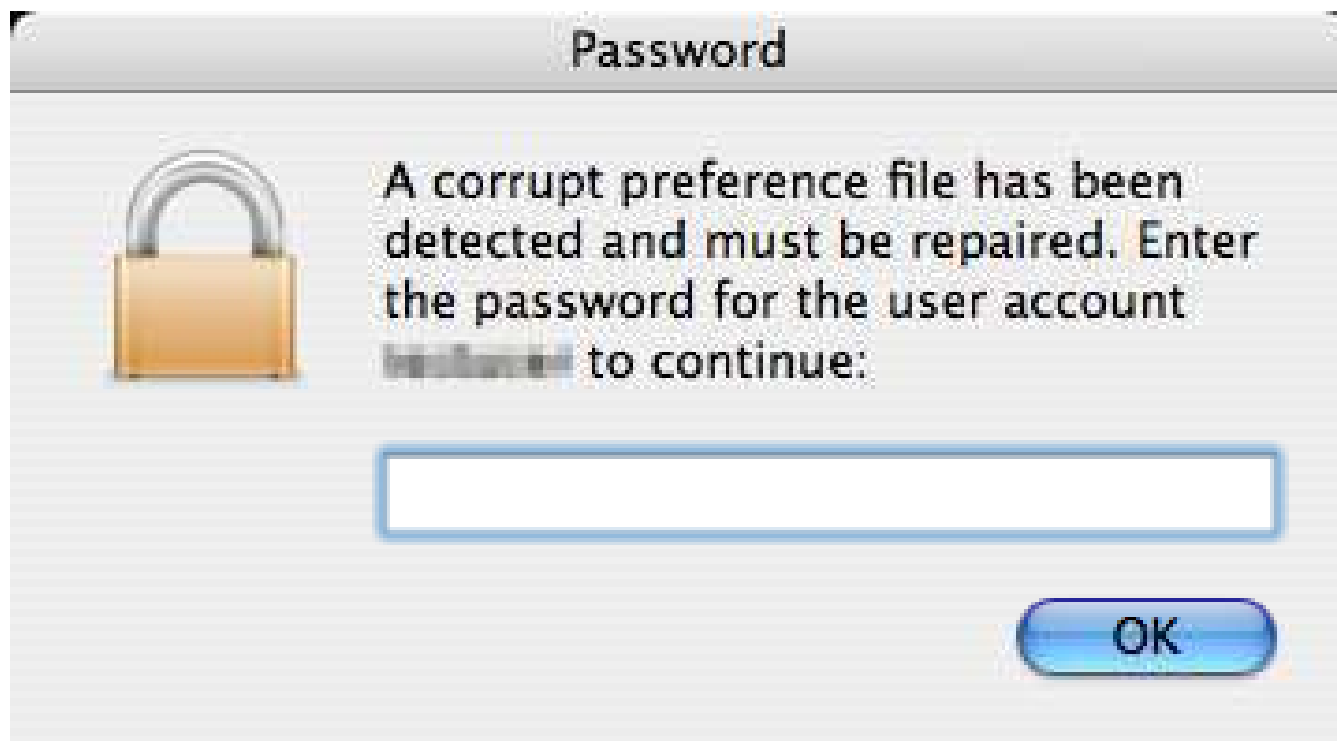 Password
A corrupt preference file has been
detected and must be repaired. Enter
the password for the user account
to continue:
OK